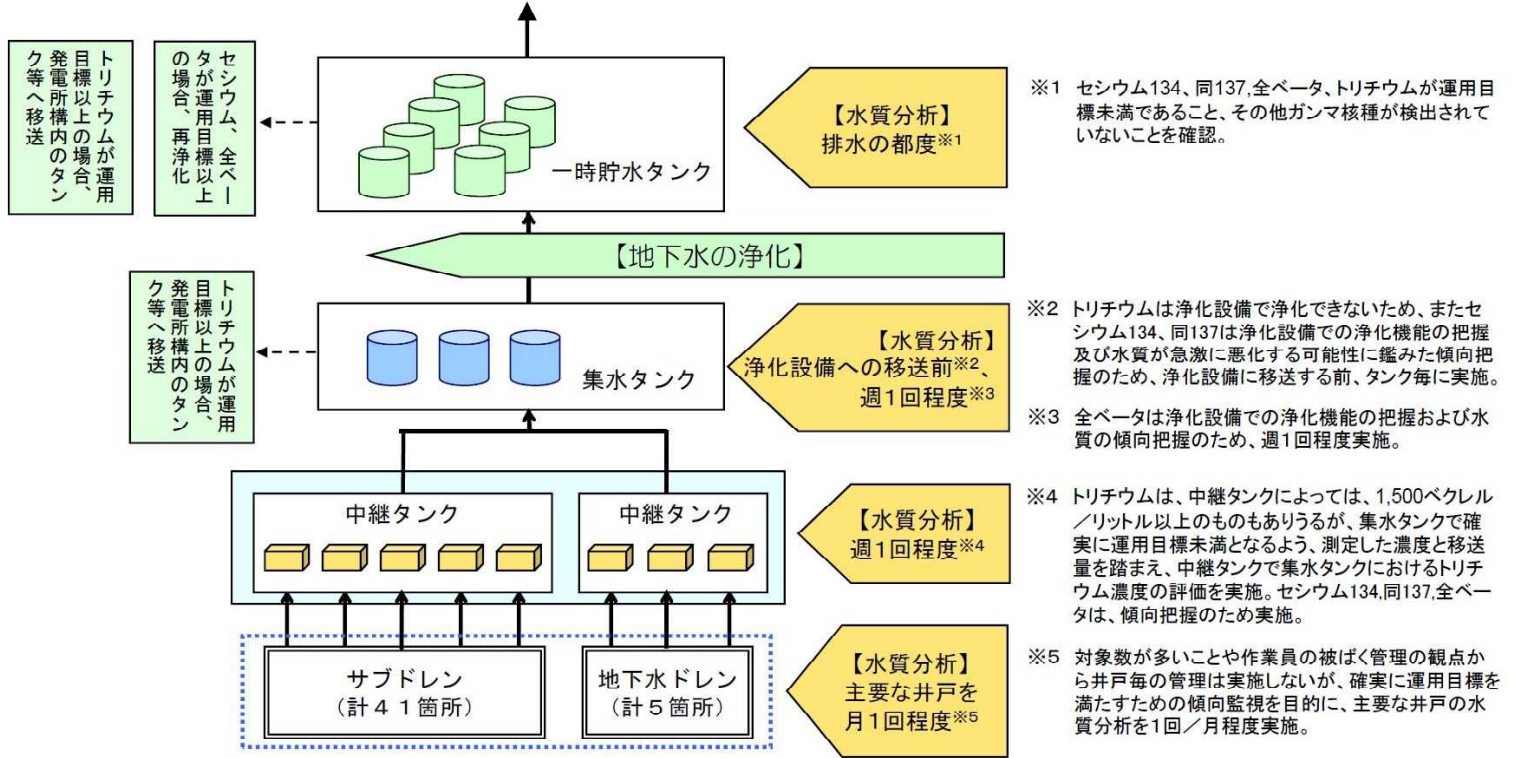 トリチウムが運用
目標以上の場合、
発電所構内のタン
ク等へ移送
セシウム、全ベー
タが運用目標以上
の場合、再浄化
一時貯水タンク
【水質分析】
排水の都度※1
※1 セシウム134、同137,全ベータ、トリチウムが運用目
標未満であること、その他ガンマ核種が検出されて
いないことを確認。
【地下水の浄化】
トリチウムが運用
目標以上の場合、
発電所構内のタン
ク等へ移送
集水タンク
【水質分析】
浄化設備への移送前※2、
週1回程度※3
※2 トリチウムは浄化設備で浄化できないため、またセ
シウム134、同137は浄化設備での浄化機能の把握
及び水質が急激に悪化する可能性に鑑みた傾向把
握のため、浄化設備に移送する前、タンク毎に実施。
※3 全ベータは浄化設備での浄化機能の把握および水
質の傾向把握のため、週1回程度実施。
中継タンク
中継タンク
【水質分析】
週1回程度※4
※4 トリチウムは、中継タンクによっては、1,500ベクレル
／リットル以上のものもありうるが、集水タンクで確
実に運用目標未満となるよう、測定した濃度と移送
量を踏まえ、中継タンクで集水タンクにおけるトリチ
ウム濃度の評価を実施。セシウム134,同137,全ベー
タは、傾向把握のため実施。
サブドレン
(計４１箇所)
地下水ドレン
(計５箇所)
【水質分析】
主要な井戸を
月1回程度※5
※5 対象数が多いことや作業員の被ばく管理の観点か
ら井戸毎の管理は実施しないが、確実に運用目標を
満たすための傾向監視を目的に、主要な井戸の水
質分析を1回／月程度実施。